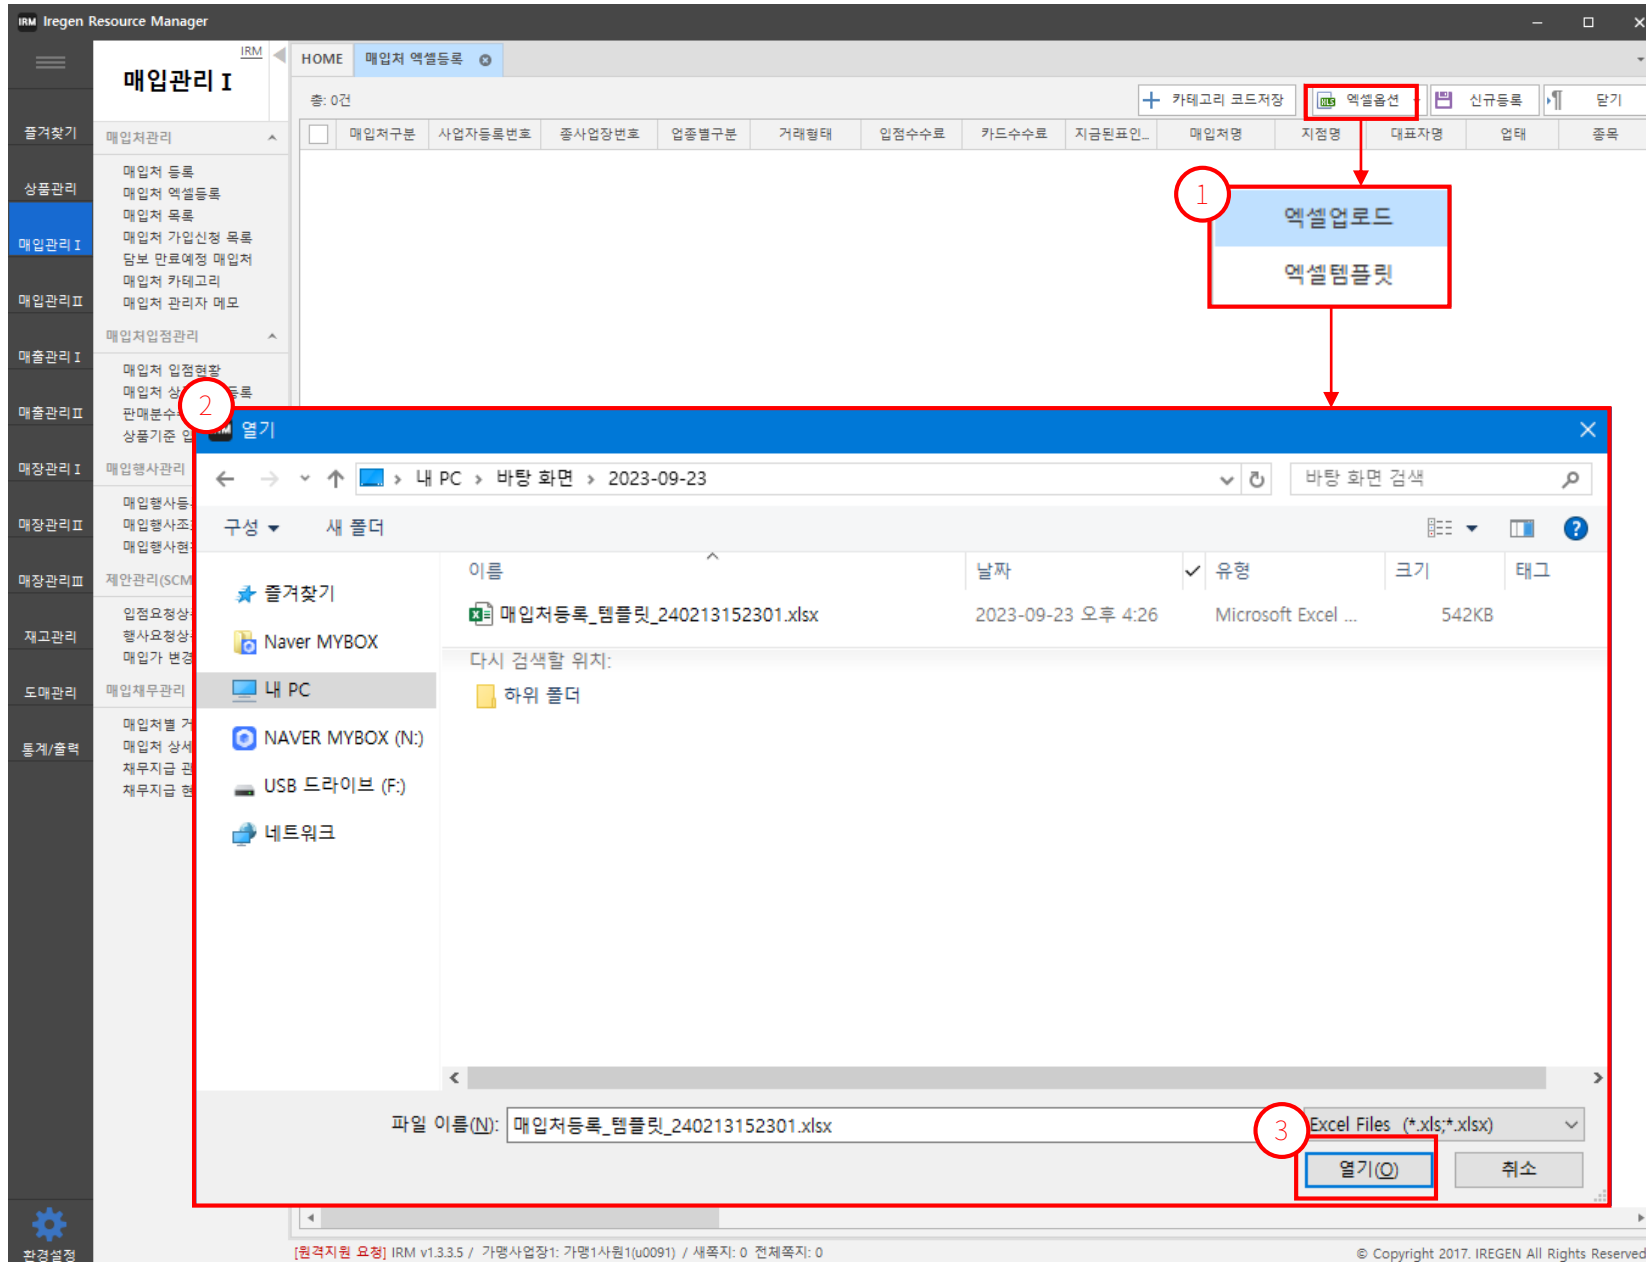 IRM Iregen Resource Manager
IRM
매입관리 I
HOME 매입처 엑셀등록
총: 0건
카테고리 코드저장 엑셀옵션 신규등록 닫기
매입처구분 사업자등록번호 종사업장번호 업종별구분 거래형태 입점수수료 카드수수료 지금된표인... 매입처명 지점명 대표자명 업태 종목
즐겨찾기
상품관리
매입관리 I
매입관리 II
매출관리 I
매출관리 II
매장관리 I
매장관리 II
매장관리 III
재고관리
도매관리
통계/출력
환경설정
매입처관리
매입처 등록
매입처 엑셀등록
매입처 목록
매입처 가입신청 목록
담보 만료예정 매입처
매입처 카테고리
매입처 관리자 메모
매입처입점관리
매입처 입점현황
매입처 상 등록
판매분수
상품기준 입
매입행사관리
매입행사등
매입행사조
매입행사현
제안관리(SCM
입점요청상
행사요청상
매입가 변경
매입채무관리
매입처별 거
매입처 상세
채무지급 관
채무지급 현
1
엑셀업로드
엑셀템플릿
2
열기
내 PC > 바탕 화면 > 2023-09-23
바탕 화면 검색
구성 새 폴더
이름 날짜 유형 크기 태그
즐겨찾기
Naver MYBOX
내 PC
NAVER MYBOX (N:)
USB 드라이브 (F:)
네트워크
매입처등록_템플릿_240213152301.xlsx 2023-09-23 오후 4:26 Microsoft Excel ... 542KB
다시 검색할 위치:
하위 폴더
파일 이름(N): 매입처등록_템플릿_240213152301.xlsx
Excel Files (*.xls;*.xlsx)
3
열기(O) 취소
[원격지원 요청] IRM v1.3.3.5 / 가맹사업장1: 가맹1사원1(u0091) / 새쪽지: 0 전체쪽지: 0
© Copyright 2017. IREGEN All Rights Reserved